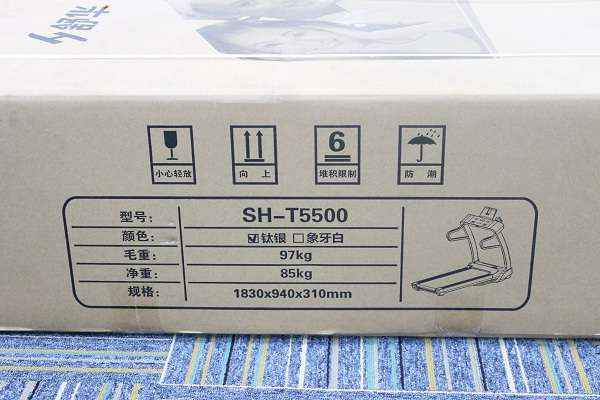 小心轻放
向上
6
堆积限制
防潮
型号: SH-T5500
颜色: ☑钛银 □象牙白
毛重: 97kg
净重: 85kg
规格: 1830x940x310mm